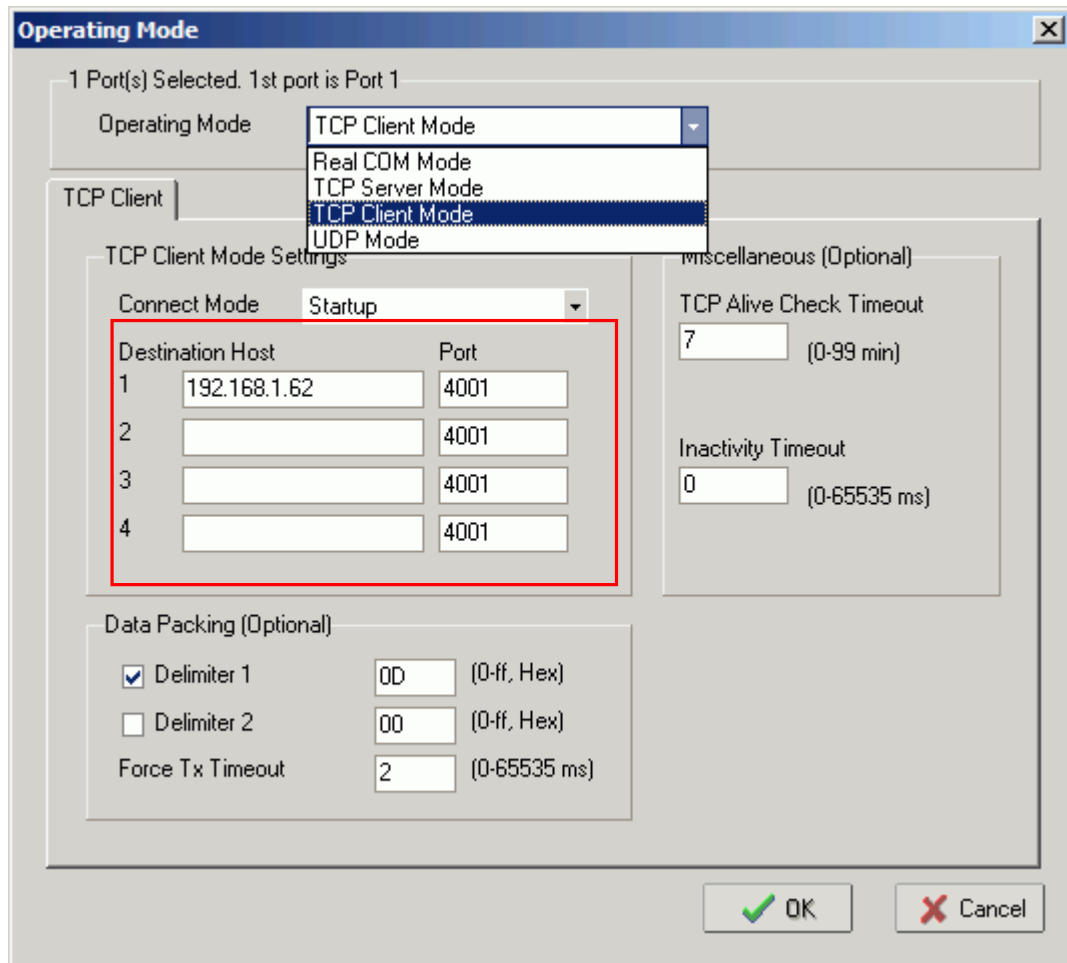 Operating Mode
1 Port(s) Selected. 1st port is Port 1
Operating Mode TCP Client Mode
Real COM Mode
TCP Server Mode
TCP Client Mode
UDP Mode
TCP Client
TCP Client Mode Settings
Connect Mode Startup
Destination Host Port
1 192.168.1.62 4001
2 4001
3 4001
4 4001
Miscellaneous (Optional)
TCP Alive Check Timeout
7 (0-99 min)
Inactivity Timeout
0 (0-65535 ms)
Data Packing (Optional)
Delimiter 1 0D (0-ff, Hex)
Delimiter 2 00 (0-ff, Hex)
Force Tx Timeout 2 (0-65535 ms)
OK Cancel